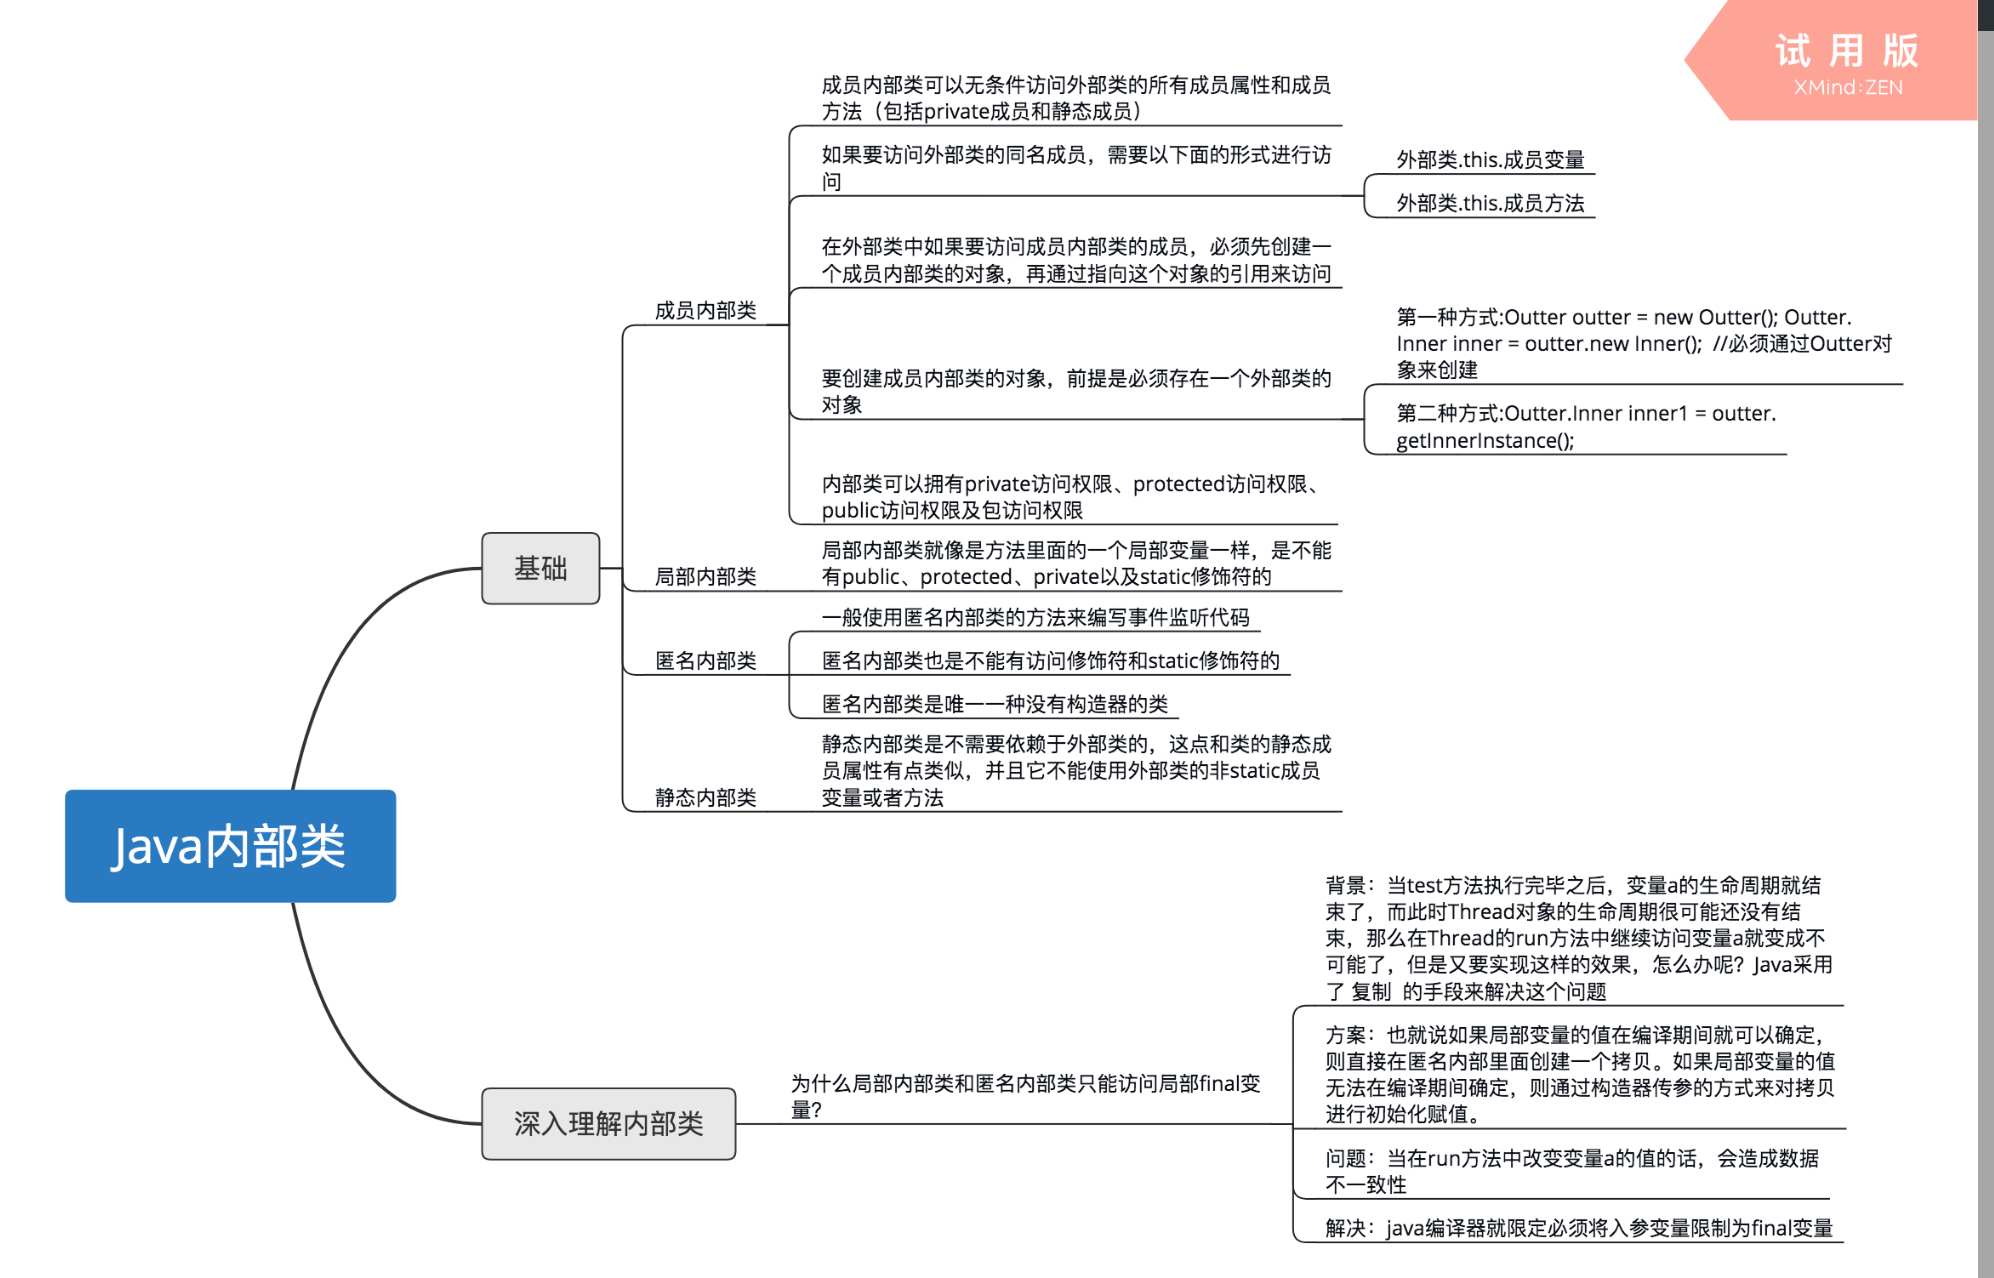 试用版
XMind:ZEN
Java内部类
基础
成员内部类
成员内部类可以无条件访问外部类的所有成员属性和成员
方法（包括private成员和静态成员）
如果要访问外部类的同名成员，需要以下面的形式进行访
问
外部类.this.成员变量
外部类.this.成员方法
在外部类中如果要访问成员内部类的成员，必须先创建一
个成员内部类的对象，再通过指向这个对象的引用来访问
要创建成员内部类的对象，前提是必须存在一个外部类的
对象
第一种方式:Outter outter = new Outter(); Outter.
Inner inner = outter.new Inner();  //必须通过Outter对
象来创建
第二种方式:Outter.Inner inner1 = outter.
getInnerInstance();
内部类可以拥有private访问权限、protected访问权限、
public访问权限及包访问权限
局部内部类
局部内部类就像是方法里面的一个局部变量一样，是不能
有public、protected、private以及static修饰符的
匿名内部类
一般使用匿名内部类的方法来编写事件监听代码
匿名内部类也是不能有访问修饰符和static修饰符的
匿名内部类是唯一一种没有构造器的类
静态内部类
静态内部类是不需要依赖于外部类的，这点和类的静态成
员属性有点类似，并且它不能使用外部类的非static成员
变量或者方法
深入理解内部类
为什么局部内部类和匿名内部类只能访问局部final变
量？
背景：当test方法执行完毕之后，变量a的生命周期就结
束了，而此时Thread对象的生命周期很可能还没有结
束，那么在Thread的run方法中继续访问变量a就变成不
可能了，但是又要实现这样的效果，怎么办呢？Java采用
了 复制  的手段来解决这个问题
方案：也就说如果局部变量的值在编译期间就可以确定，
则直接在匿名内部里面创建一个拷贝。如果局部变量的值
无法在编译期间确定，则通过构造器传参的方式来对拷贝
进行初始化赋值。
问题：当在run方法中改变变量a的值的话，会造成数据
不一致性
解决：java编译器就限定必须将入参变量限制为final变量